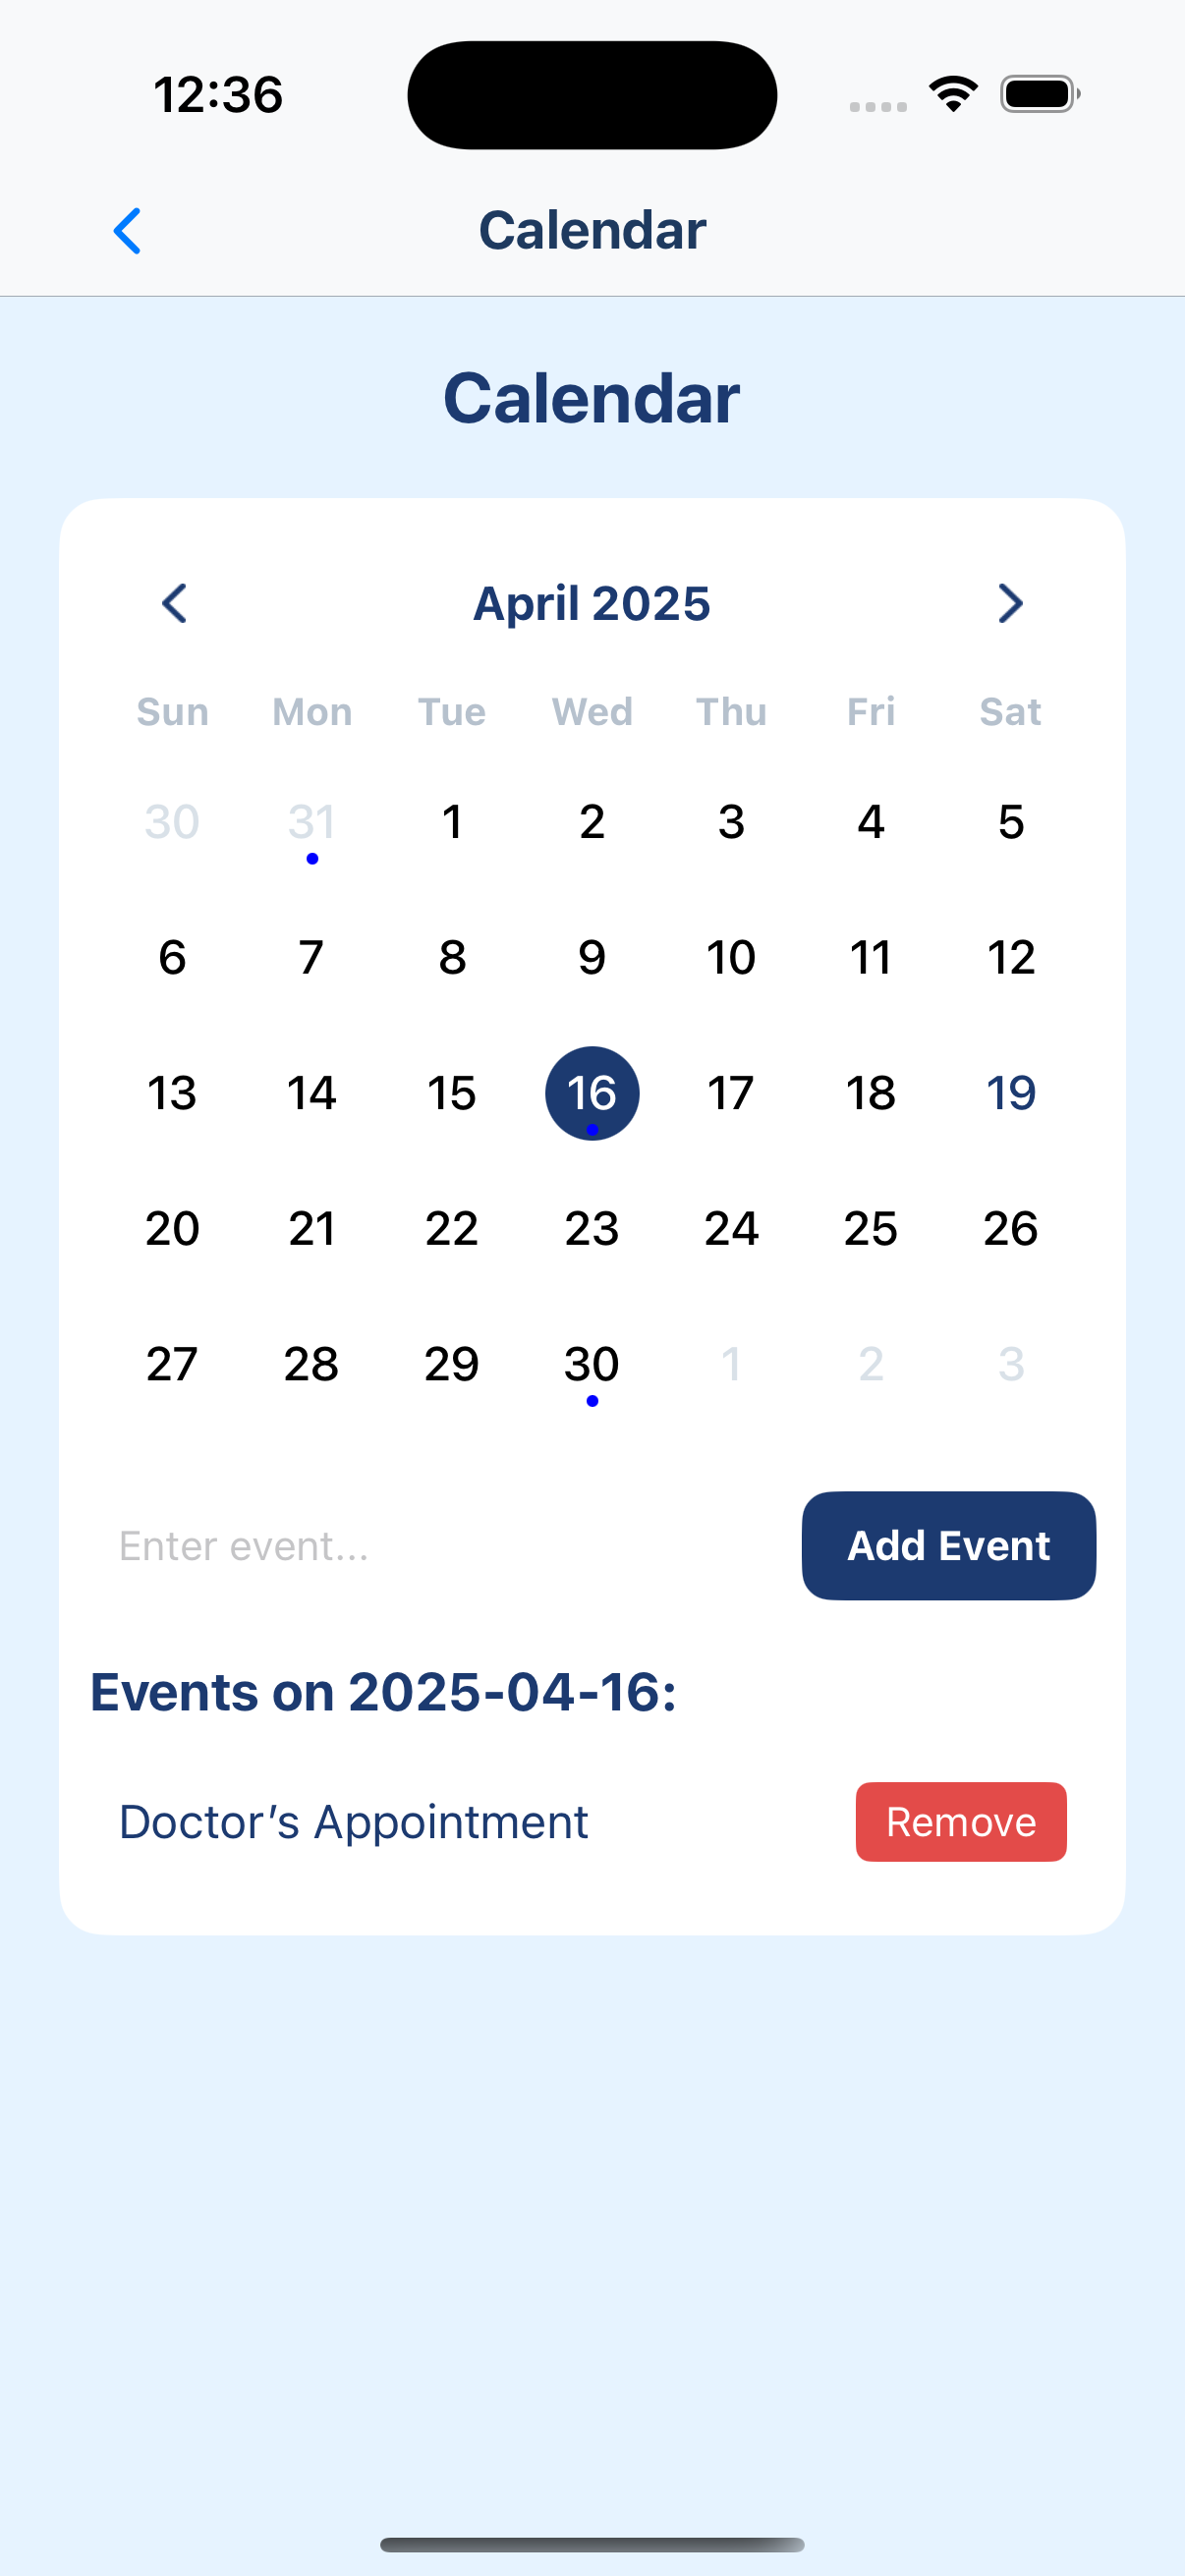 12:36
Calendar
Calendar
April 2025
Sun Mon Tue Wed Thu Fri Sat
30 31 1 2 3 4 5
6 7 8 9 10 11 12
13 14 15 16 17 18 19
20 21 22 23 24 25 26
27 28 29 30 1 2 3
Enter event... Add Event
Events on 2025-04-16:
Doctor’s Appointment Remove